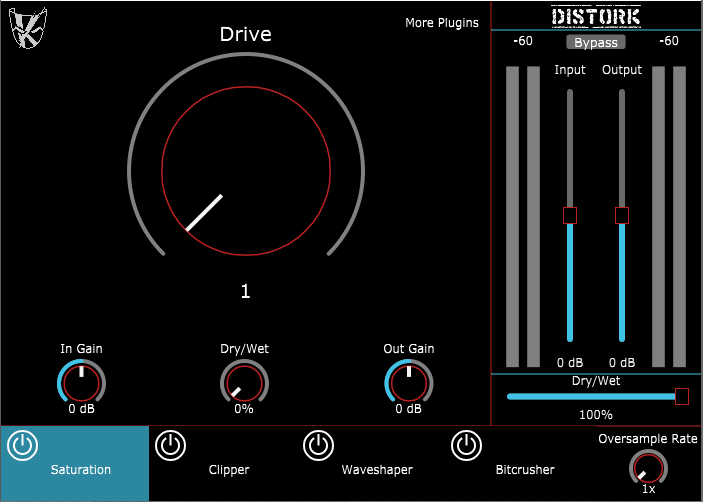 More Plugins
Drive
1
In Gain
0 dB
Dry/Wet
0%
Out Gain
0 dB
DISTORK
-60
Bypass
-60
Input
Output
0 dB
0 dB
Dry/Wet
100%
Saturation
Clipper
Waveshaper
Bitcrusher
Oversample Rate
1x